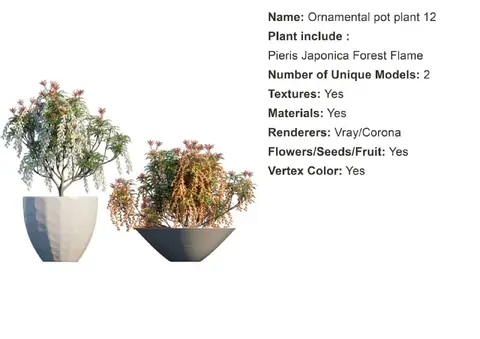 Name: Ornamental pot plant 12
Plant include :
Pieris Japonica Forest Flame
Number of Unique Models: 2
Textures: Yes
Materials: Yes
Renderers: Vray/Corona
Flowers/Seeds/Fruit: Yes
Vertex Color: Yes